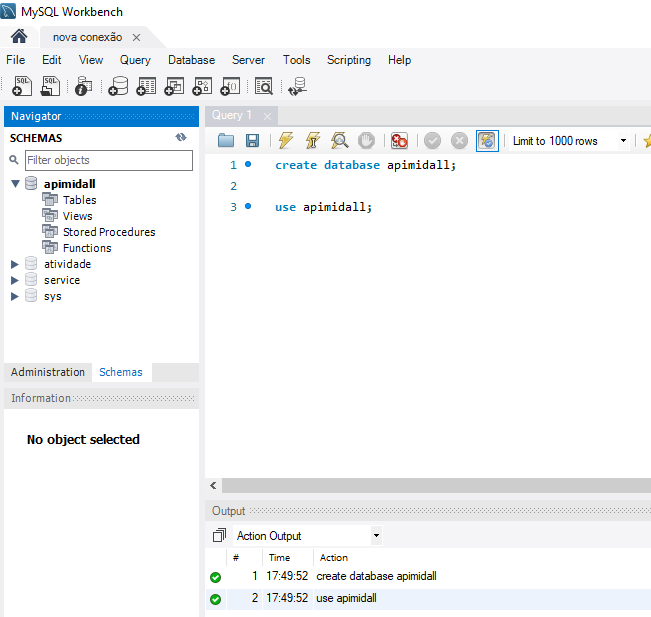 MySQL Workbench
nova conexão
File Edit View Query Database Server Tools Scripting Help
SQL SQL
Navigator
SCHEMAS
Filter objects
apimidall
Tables
Views
Stored Procedures
Functions
atividade
service
sys
Administration Schemas
Information
No object selected
Query 1
Limit to 1000 rows
1 create database apimidall;
2
3 use apimidall;
Output
Action Output
# Time Action
1 17:49:52 create database apimidall
2 17:49:52 use apimidall